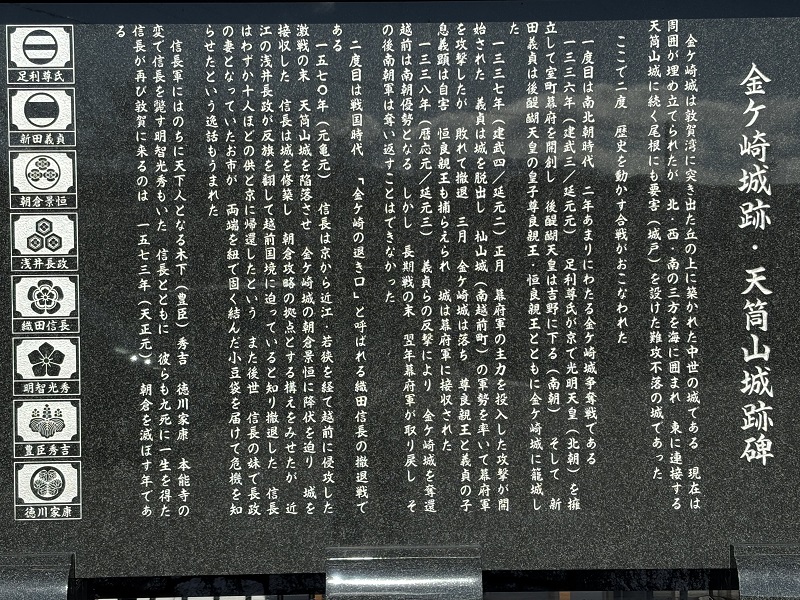 金ケ崎城跡・天筒山城跡碑
金ケ崎城は敦賀湾に突き出た丘の上に築かれた中世の城である　現在は
周囲が埋め立てられたが　北・西・南の三方を海に囲まれ　東に連接する
天筒山城に続く尾根にも要害（城戸）を設けた難攻不落の城であった
ここで二度　歴史を動かす合戦がおこなわれた
一度目は南北朝時代　二年あまりにわたる金ケ崎城争奪戦である
一三三六年（建武三／延元元）　足利尊氏が京で光明天皇（北朝）を擁
立して室町幕府を開創し　後醍醐天皇は吉野に下る（南朝）　そして　新
田義貞は後醍醐天皇の皇子尊良親王・恒良親王とともに金ケ崎城に籠城し
た
一三三七年（建武四／延元二）正月　幕府軍の主力を投入した攻撃が開
始された　義貞は城を脱出し　杣山城（南越前町）の軍勢を率いて幕府軍
を攻撃したが　敗れて撤退　三月　金ケ崎城は落ち　尊良親王と義貞の子
息義顕は自害　恒良親王も捕らえられ　城は幕府軍に接収された
一三三八年（暦応元／延元三）　義貞らの反撃により　金ケ崎城を奪還
越前は南朝優勢となる　しかし　長期戦の末　翌年幕府軍が取り戻し　そ
の後南朝軍は奪い返すことはできなかった
二度目は戦国時代　「金ケ崎の退き口」と呼ばれる織田信長の撤退戦で
ある
一五七〇年（元亀元）　信長は京から近江・若狭を経て越前に侵攻した
激戦の末　天筒山城を陥落させ　金ケ崎城の朝倉景恒に降伏を迫り　城を
接収した　信長は城を修築し　朝倉攻略の拠点とする構えをみせたが　近
江の浅井長政が反旗を翻して越前国境に迫っていると知り撤退した　信長
はわずか十人ほどの供と京に帰還したという　また後世　信長の妹で長政
の妻となっていたお市が　両端を紐で固く結んだ小豆袋を届けて危機を知
らせたという逸話もうまれた
信長軍にはのちに天下人となる木下（豊臣）秀吉　徳川家康　本能寺の
変で信長を斃す明智光秀もいた　信長とともに　彼らも九死に一生を得た
信長が再び敦賀に来るのは　一五七三年（天正元）　朝倉を滅ぼす年であ
る
足利尊氏
新田義貞
朝倉景恒
浅井長政
織田信長
明智光秀
豊臣秀吉
徳川家康